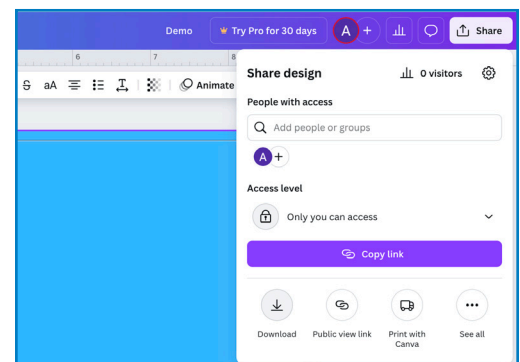 Demo
Try Pro for 30 days
A
Share
6 7 8
S aA Animate
Share design
0 visitors
People with access
Add people or groups
A
Access level
Only you can access
Copy link
Download Public view link Print with Canva See all